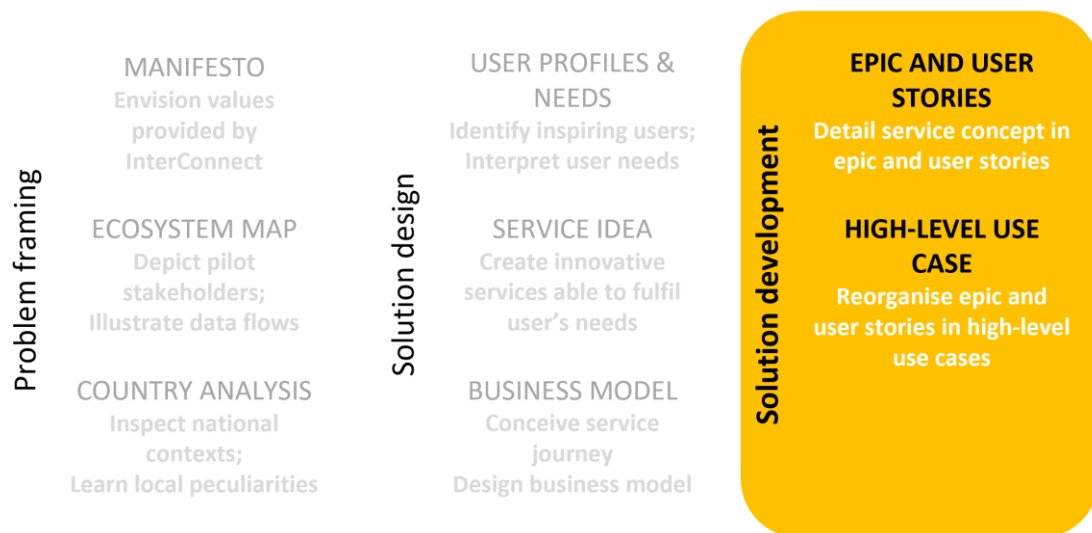 Problem framing
MANIFESTO
Envision values
provided by
InterConnect
ECOSYSTEM MAP
Depict pilot
stakeholders;
Illustrate data flows
COUNTRY ANALYSIS
Inspect national
contexts;
Learn local peculiarities
Solution design
USER PROFILES &
NEEDS
Identify inspiring users;
Interpret user needs
SERVICE IDEA
Create innovative
services able to fulfil
user's needs
BUSINESS MODEL
Conceive service
journey
Design business model
Solution development
EPIC AND USER
STORIES
Detail service concept in
epic and user stories
HIGH-LEVEL USE
CASE
Reorganise epic and
user stories in high-level
use cases